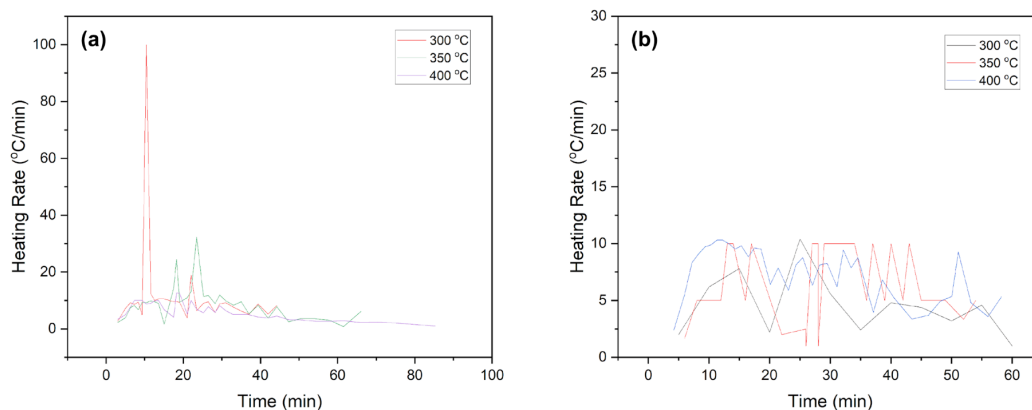 (a)
300 °C
350 °C
400 °C
Heating Rate (°C/min)
100
80
60
40
20
0
0 20 40 60 80 100
Time (min)
(b)
300 °C
350 °C
400 °C
Heating Rate (°C/min)
30
25
20
15
10
5
0
0 10 20 30 40 50 60
Time (min)